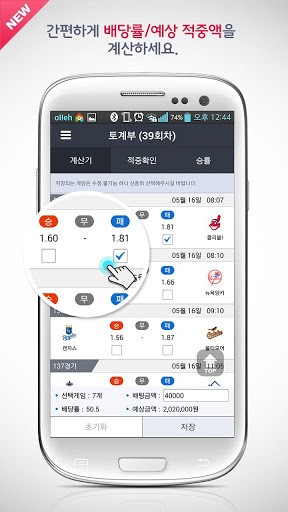 NEW
간편하게 배당률/예상 적중액을
계산하세요.
olleh 74% 오후 12:44
토계부 (39회차)
계산기 적중확인 승률
저장되는 게임은 수정 불가능 하니 신중히 선택해주시길 바랍니다.
05월 16일 08:07
승 무 패
1.60 - 1.81
클리블I
05월 16일 08:05
뉴욕양키
05월 16일 09:10
승 무 패
1.56 - 1.87
캔자스 볼티모어
137경기 05월 16일 11:05
TOP
• 선택게임 : 7개 • 배팅금액 : 40000
• 배당률 : 50.5 • 예상금액 : 2,020,000원
초기화 저장